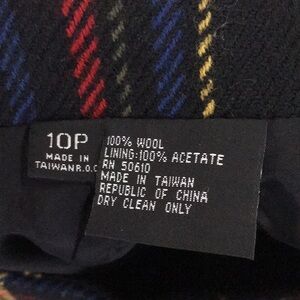 10P
MADE IN
TAIWAN R.O.C
100% WOOL
LINING:100% ACETATE
RN 50610
MADE IN TAIWAN
REPUBLIC OF CHINA
DRY CLEAN ONLY